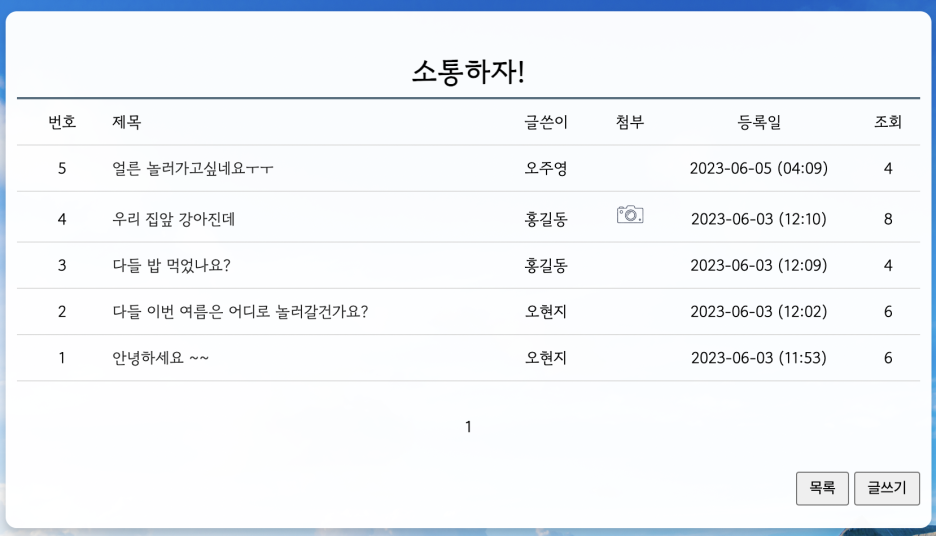 소통하자!
번호 제목 글쓴이 첨부 등록일 조회
5 얼른 놀러가고싶네요ㅜㅜ 오주영 2023-06-05 (04:09) 4
4 우리 집앞 강아진데 홍길동 2023-06-03 (12:10) 8
3 다들 밥 먹었나요? 홍길동 2023-06-03 (12:09) 4
2 다들 이번 여름은 어디로 놀러갈건가요? 오현지 2023-06-03 (12:02) 6
1 안녕하세요 ~~ 오현지 2023-06-03 (11:53) 6
1
목록 글쓰기